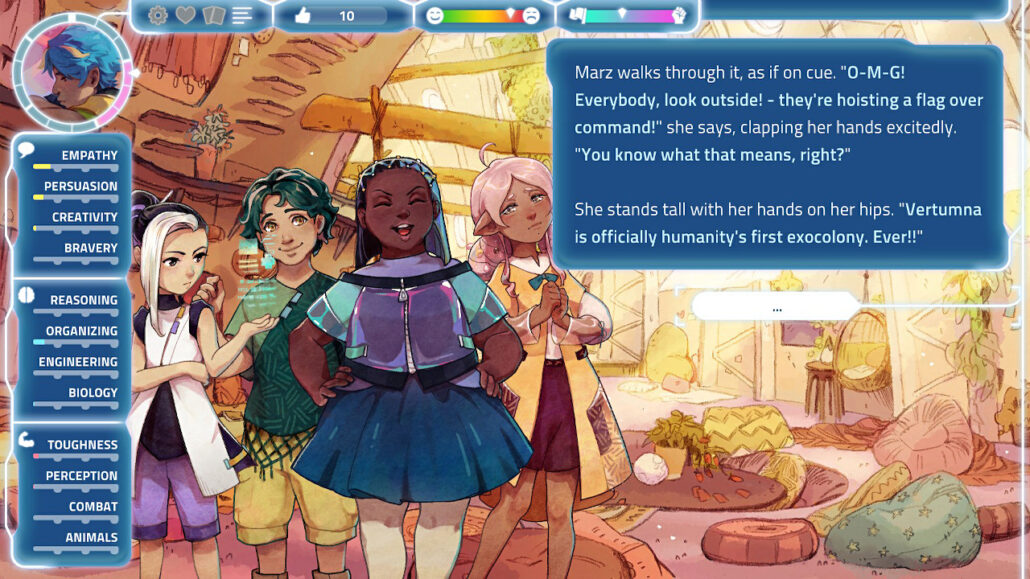 10
Marz walks through it, as if on cue. "O-M-G!
Everybody, look outside! - they're hoisting a flag over
command!" she says, clapping her hands excitedly.
"You know what that means, right?"
She stands tall with her hands on her hips. "Vertumna
is officially humanity's first exocolony. Ever!!"
...
EMPATHY
PERSUASION
CREATIVITY
BRAVERY
REASONING
ORGANIZING
ENGINEERING
BIOLOGY
TOUGHNESS
PERCEPTION
COMBAT
ANIMALS